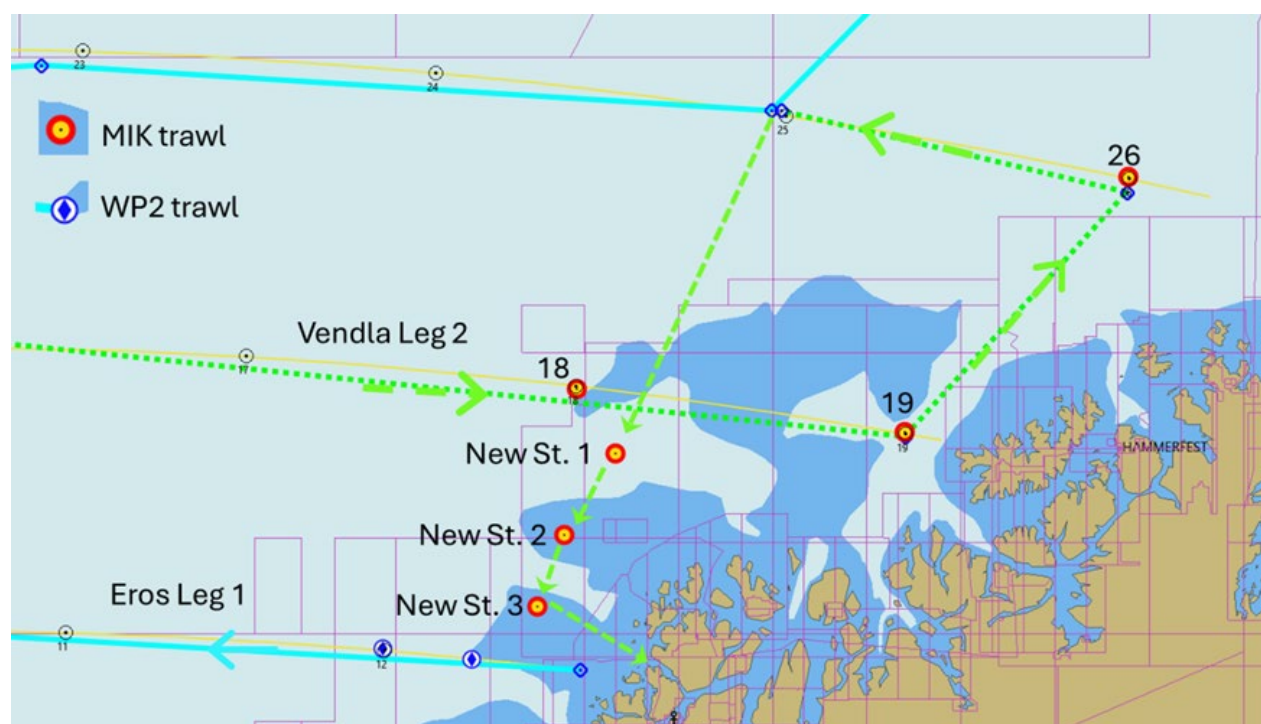 23
24
25
MIK trawl
26
WP2 trawl
Vendla Leg 2
17
18
18
19
19
HAMMERFEST
New St. 1
New St. 2
Eros Leg 1
New St. 3
11
12